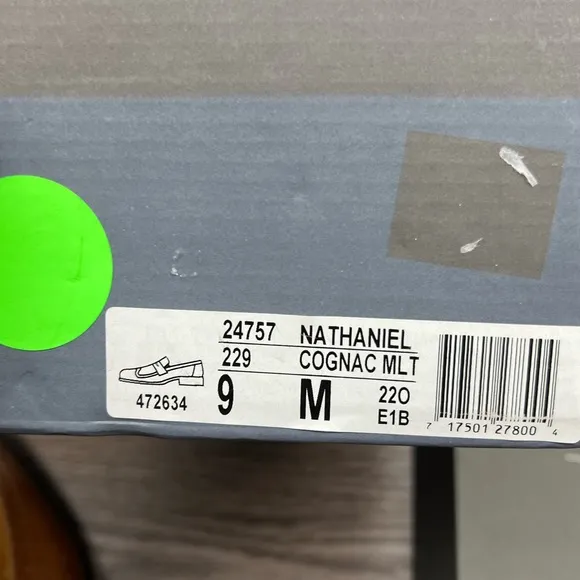 24757 NATHANIEL
229 COGNAC MLT
472634 9 M 220
E1B
7 17501 27800 4